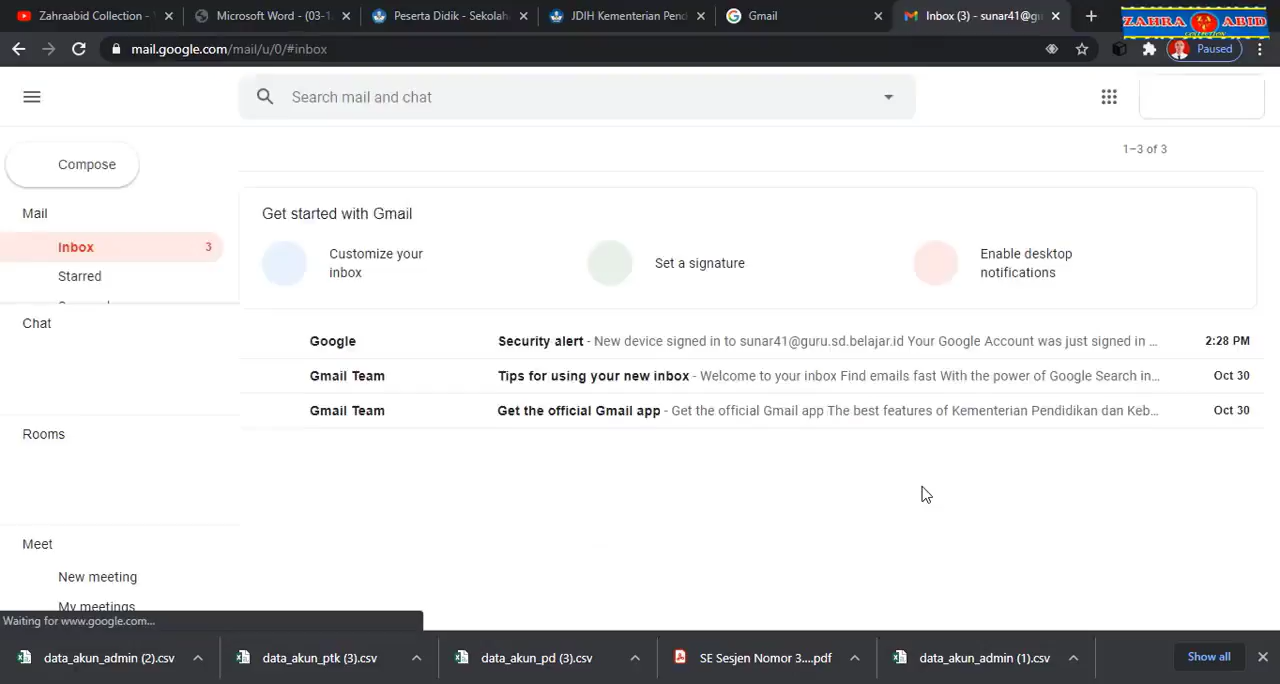 Zahraabid Collection -
Microsoft Word - (03-1
Peserta Didik - Sekolah
JDIH Kementerian Pend
Gmail
Inbox (3) - sunar41@gu
ZAHRA ABID
collection
mail.google.com/mail/u/0/#inbox
Paused
Search mail and chat
Compose
1–3 of 3
Mail
Get started with Gmail
Inbox
3
Customize your
inbox
Set a signature
Enable desktop
notifications
Starred
Chat
Google
Security alert - New device signed in to sunar41@guru.sd.belajar.id Your Google Account was just signed in ...
2:28 PM
Gmail Team
Tips for using your new inbox - Welcome to your inbox Find emails fast With the power of Google Search in...
Oct 30
Gmail Team
Get the official Gmail app - Get the official Gmail app The best features of Kementerian Pendidikan dan Keb...
Oct 30
Rooms
Meet
New meeting
My meetings
Waiting for www.google.com...
data_akun_admin (2).csv
data_akun_ptk (3).csv
data_akun_pd (3).csv
SE Sesjen Nomor 3....pdf
data_akun_admin (1).csv
Show all